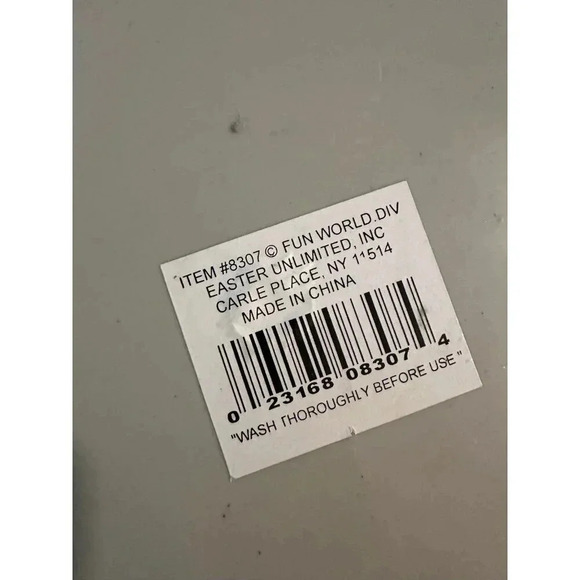 ITEM #8307 © FUN WORLD.DIV
EASTER UNLIMITED, INC
CARLE PLACE, NY 11514
MADE IN CHINA
0 23168 08307 4
"WASH THOROUGHLY BEFORE USE"